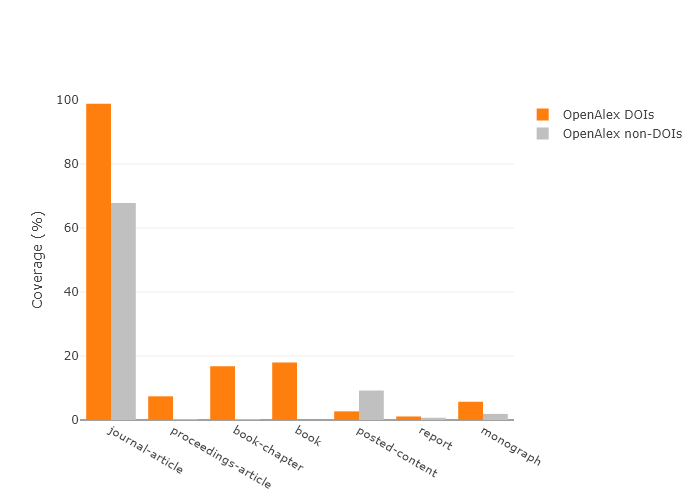 OpenAlex DOIs
OpenAlex non-DOIs
Coverage (%)
100
80
60
40
20
0
journal-article
proceedings-article
book-chapter
book
posted-content
report
monograph